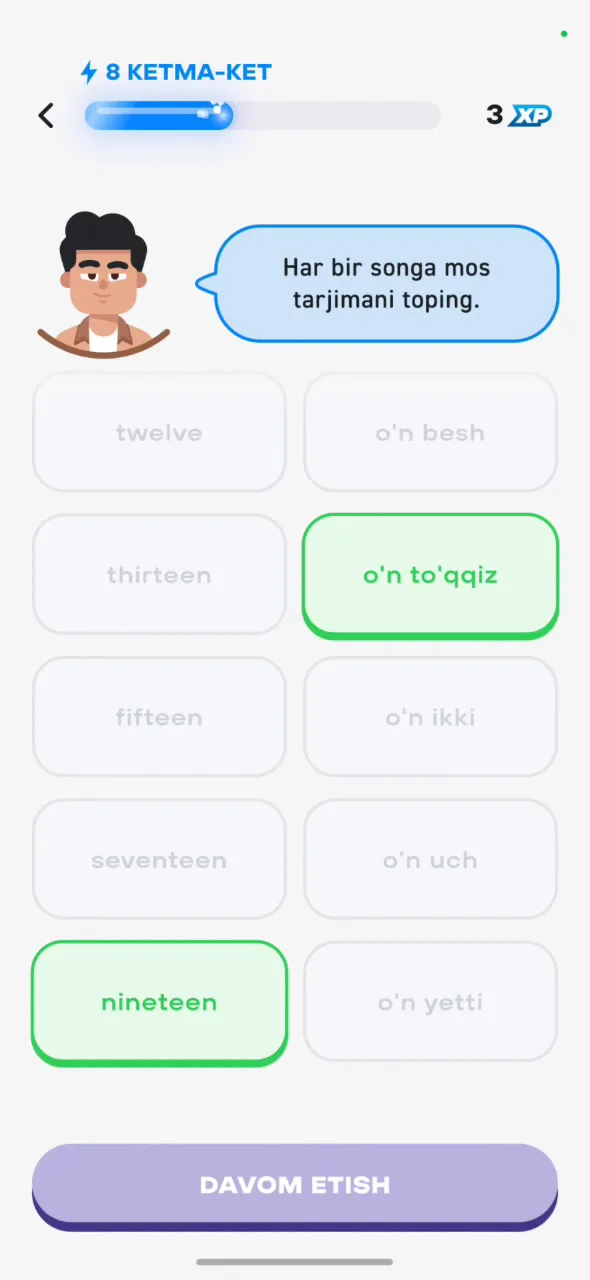 8 KETMA-KET
3 XP
Har bir songa mos
tarjimani toping.
twelve
o'n besh
thirteen
o'n to'qqiz
fifteen
o'n ikki
seventeen
o'n uch
nineteen
o'n yetti
DAVOM ETISH